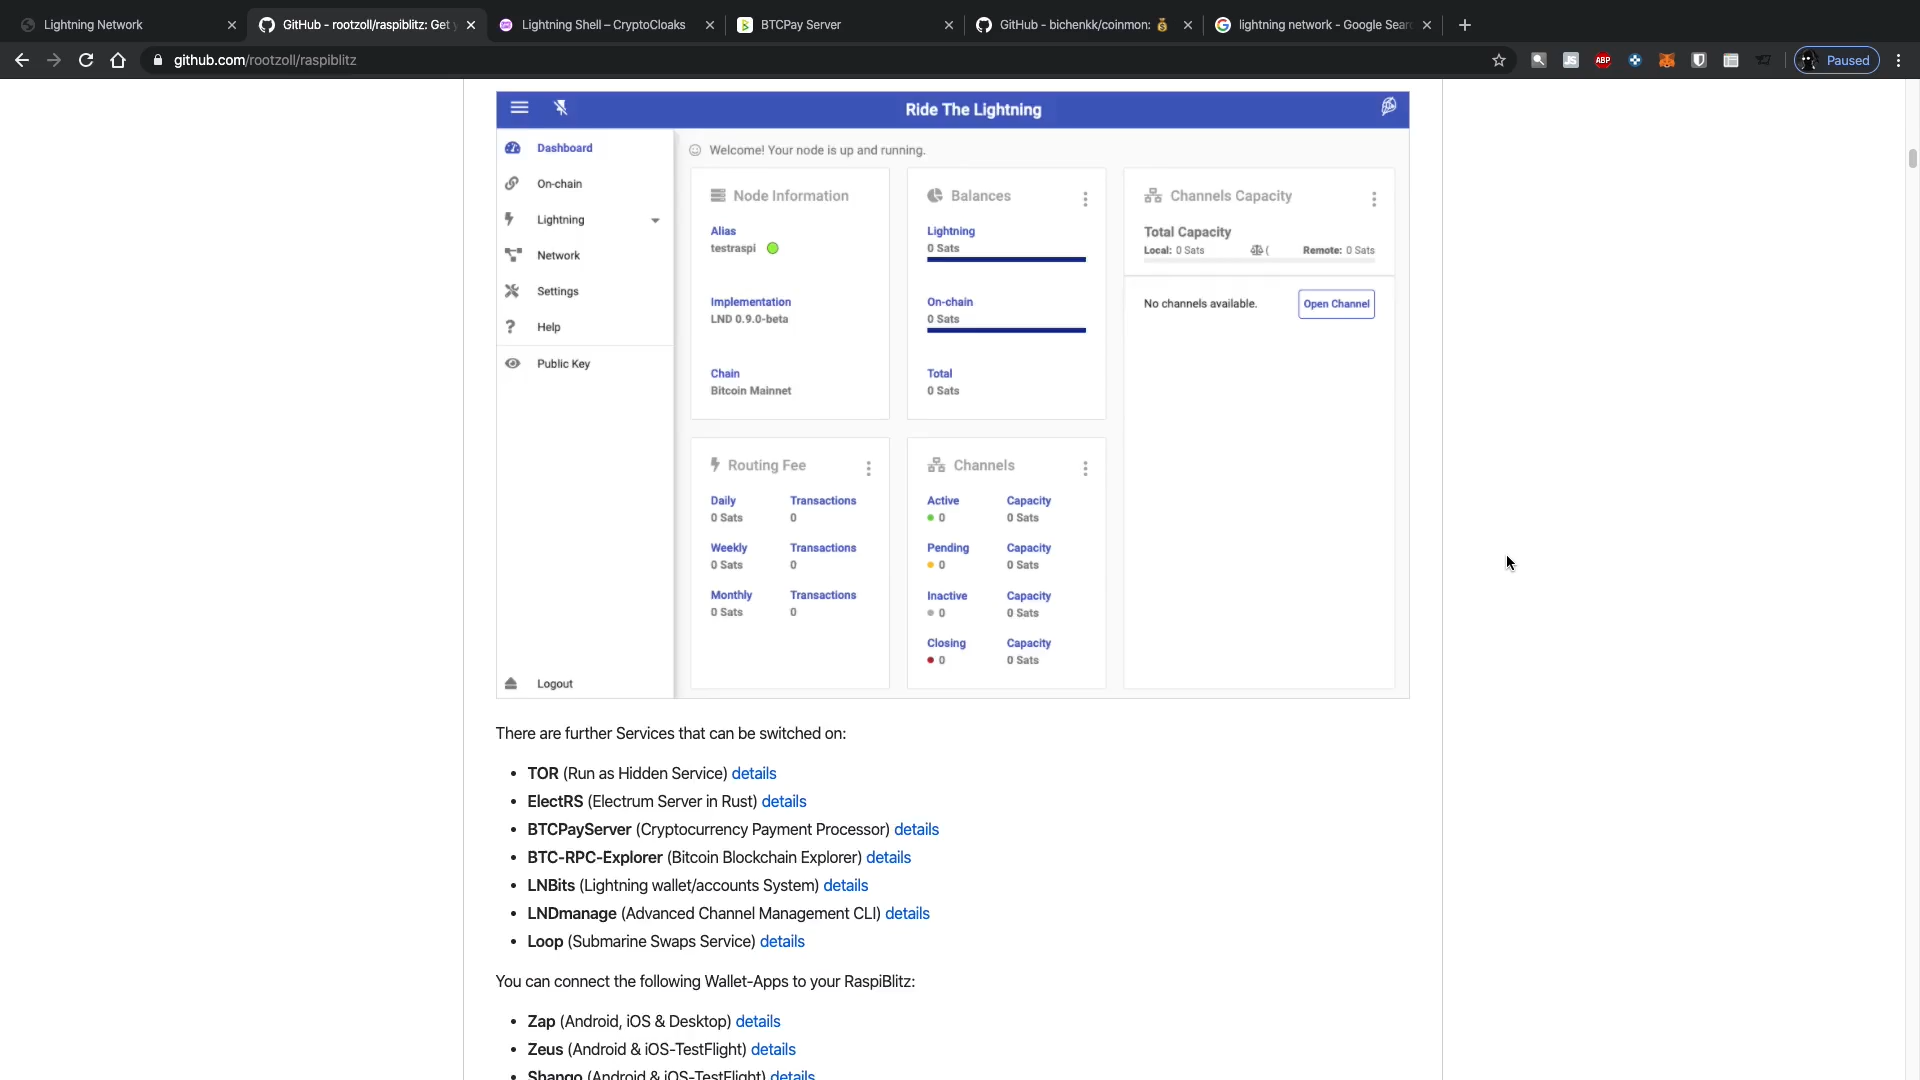 Lightning Network
GitHub - rootzoll/raspiblitz: Get y
Lightning Shell – CryptoCloaks
BTCPay Server
GitHub - bichenkk/coinmon: 💰
lightning network - Google Sear
github.com/rootzoll/raspiblitz
JS
ABP
Paused
Ride The Lightning
Dashboard
On-chain
Lightning
Network
Settings
Help
Public Key
Logout
Welcome! Your node is up and running.
Node Information
Alias
testraspi
Implementation
LND 0.9.0-beta
Chain
Bitcoin Mainnet
Balances
Lightning
0 Sats
On-chain
0 Sats
Total
0 Sats
Channels Capacity
Total Capacity
Local: 0 Sats ( Remote: 0 Sats
No channels available. Open Channel
Routing Fee
Daily Transactions
0 Sats 0
Weekly Transactions
0 Sats 0
Monthly Transactions
0 Sats 0
Channels
Active Capacity
0 0 Sats
Pending Capacity
0 0 Sats
Inactive Capacity
0 0 Sats
Closing Capacity
0 0 Sats
There are further Services that can be switched on:
• TOR (Run as Hidden Service) details
• ElectRS (Electrum Server in Rust) details
• BTCPayServer (Cryptocurrency Payment Processor) details
• BTC-RPC-Explorer (Bitcoin Blockchain Explorer) details
• LNBits (Lightning wallet/accounts System) details
• LNDmanage (Advanced Channel Management CLI) details
• Loop (Submarine Swaps Service) details
You can connect the following Wallet-Apps to your RaspiBlitz:
• Zap (Android, iOS & Desktop) details
• Zeus (Android & iOS-TestFlight) details
• Shango (Android & iOS-TestFlight) details